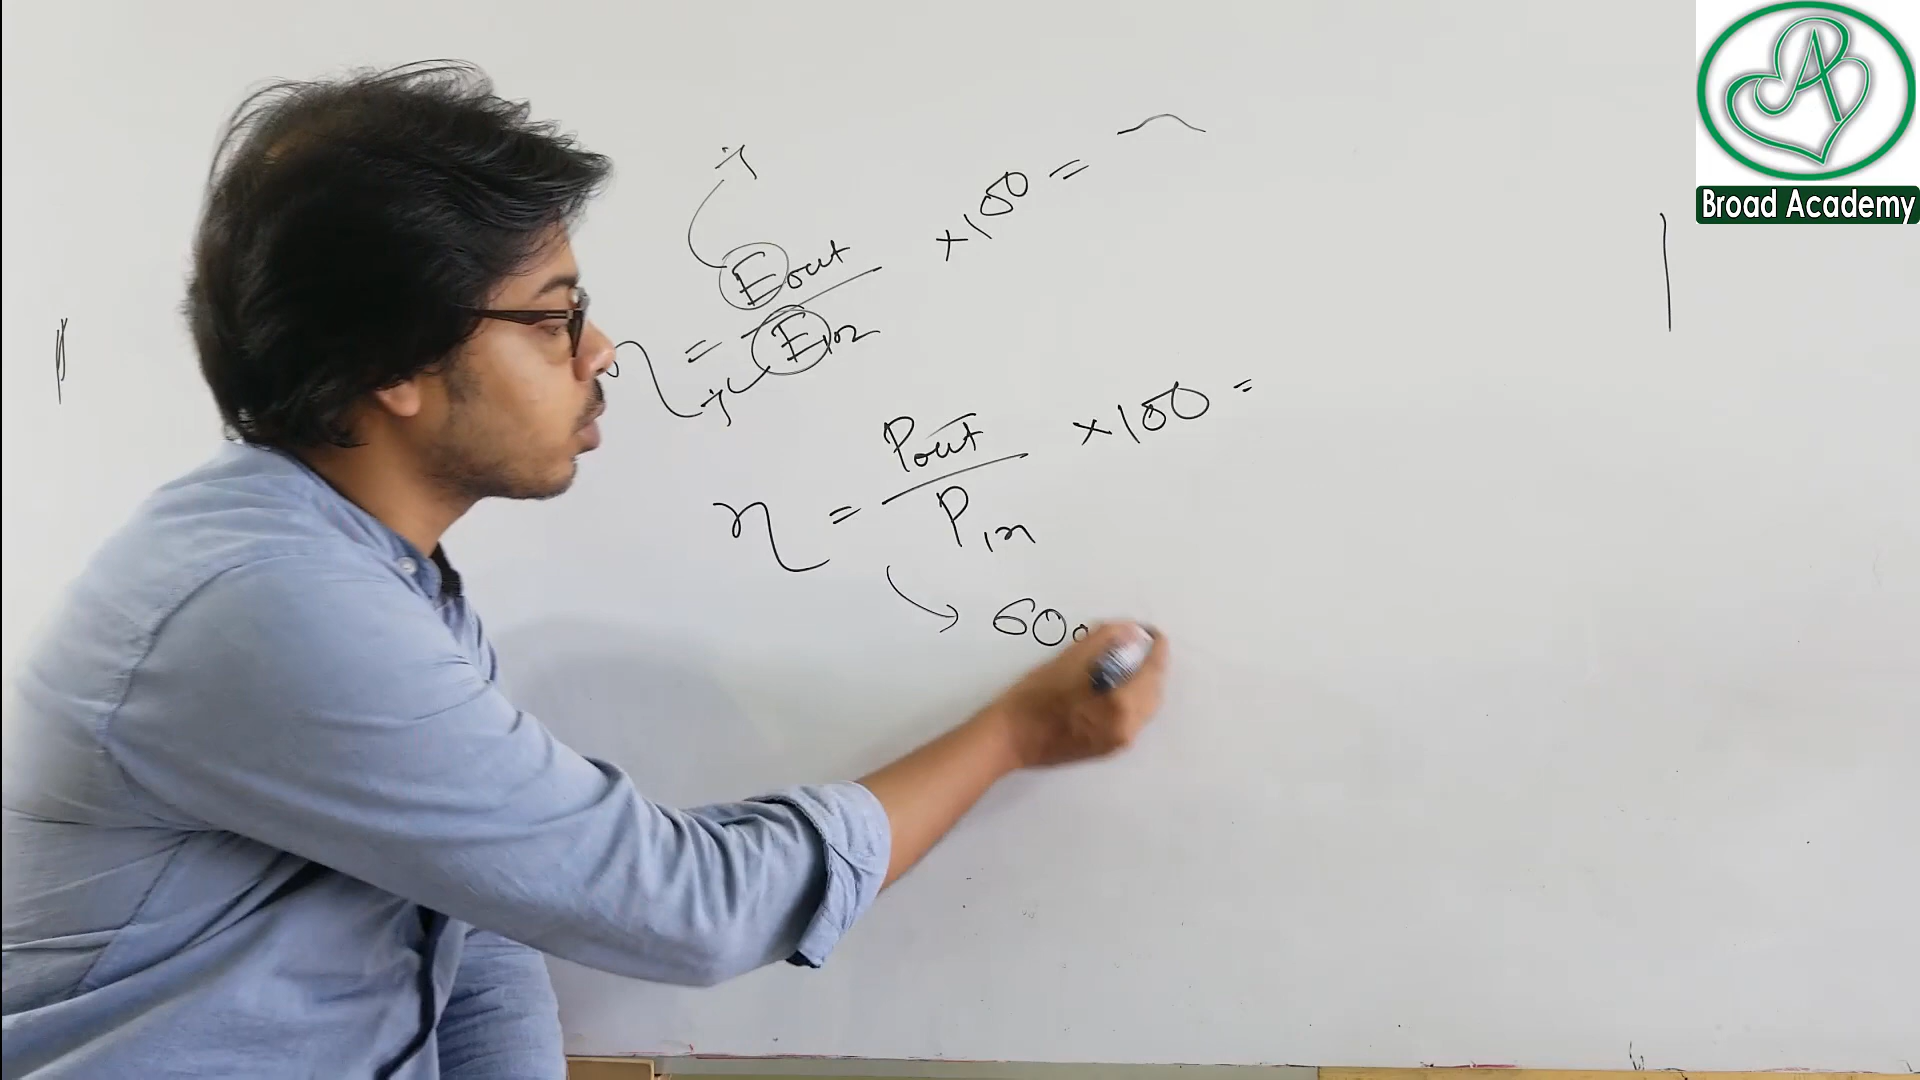 Broad Academy
η = Eout / Ein × 100 =
η = Pout / Pin × 100 =
60